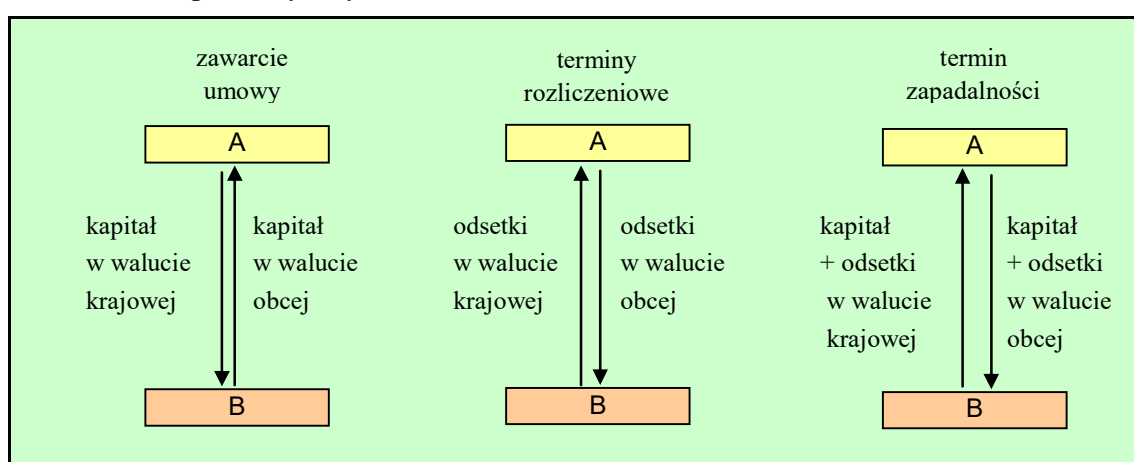 zawarcie
umowy
A
kapitał
w walucie
krajowej
kapitał
w walucie
obcej
B
terminy
rozliczeniowe
A
odsetki
w walucie
krajowej
odsetki
w walucie
obcej
B
termin
zapadalności
A
kapitał
+ odsetki
w walucie
krajowej
kapitał
+ odsetki
w walucie
obcej
B